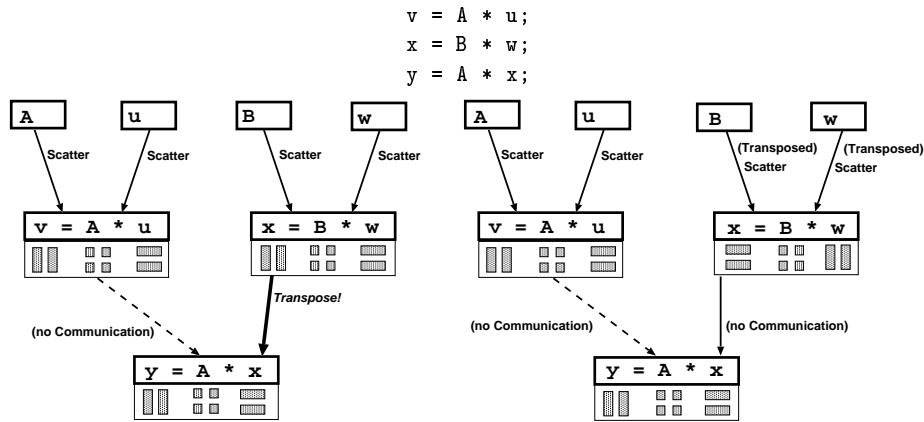 v = A * u;
x = B * w;
y = A * x;
A u B w A u B w
Scatter Scatter Scatter Scatter Scatter Scatter (Transposed) Scatter (Transposed) Scatter
v = A * u x = B * w v = A * u x = B * w
Transpose!
(no Communication) (no Communication) (no Communication)
y = A * x y = A * x